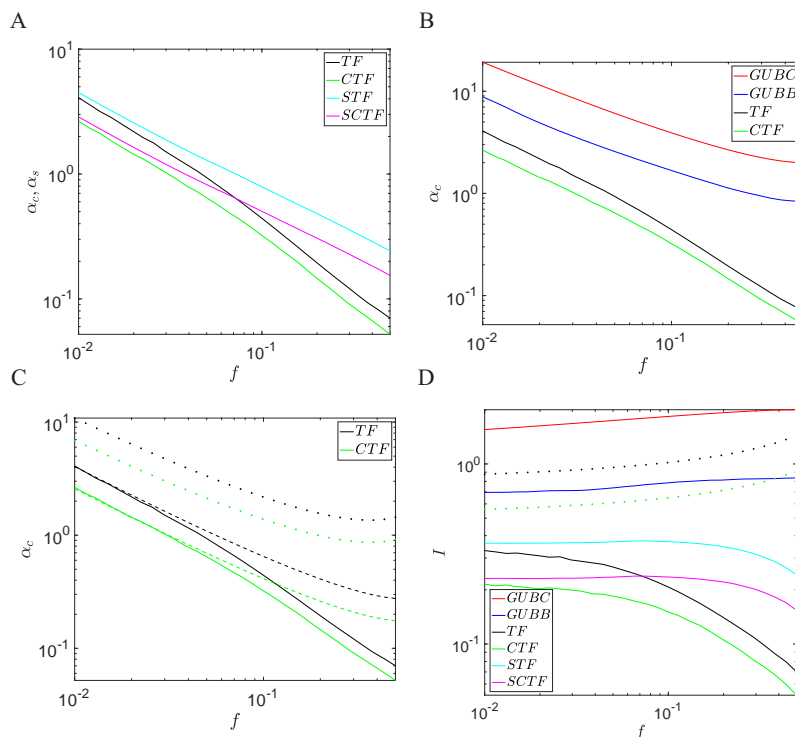 A
10^1
10^0
10^-1
α_c, α_s
10^-2
10^-1
f
TF
CTF
STF
SCTF
B
10^1
10^0
10^-1
α_c
10^-2
10^-1
f
GUBC
GUBB
TF
CTF
C
10^1
10^0
10^-1
α_c
10^-2
10^-1
f
TF
CTF
D
10^0
10^-1
I
10^-2
10^-1
f
GUBC
GUBB
TF
CTF
STF
SCTF